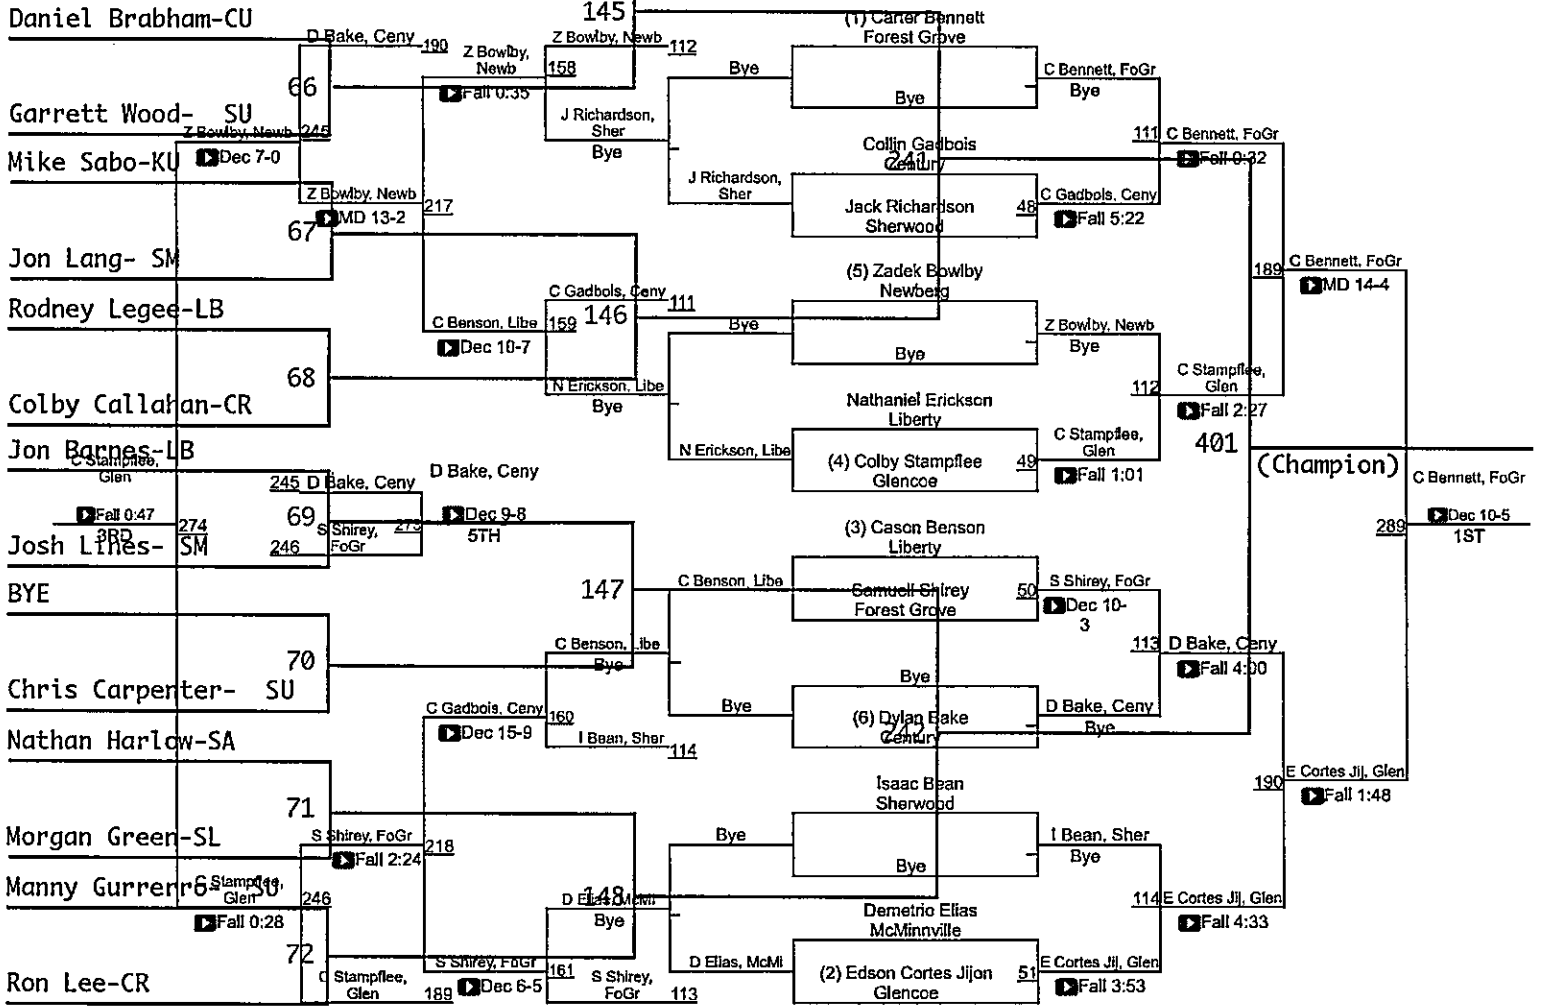 Daniel Brabham-CU
145
(1) Carter Bennett
Forest Grove
D Bake, Ceny
190
Z Bowlby,
Newb
Z Bowlby, Newb
112
158
Bye
C Bennett, FoGr
Bye
66
Fall 0:35
Bye
Garrett Wood- SU
J Richardson,
Sher
Bye
Z Bowlby, Newb
245
Dec 7-0
111
C Bennett, FoGr
Fall 0:32
Mike Sabo-KU
Collin Gadbois
Century
241
J Richardson,
Sher
Z Bowlby, Newb
217
MD 13-2
Jack Richardson
Sherwood
48
C Gadbois, Ceny
Fall 5:22
67
Jon Lang- SM
(5) Zadek Bowlby
Newberg
189
C Bennett, FoGr
MD 14-4
Rodney Legee-LB
C Gadbois, Ceny
111
C Benson, Libe
159
146
Bye
Z Bowlby, Newb
Bye
Dec 10-7
Bye
68
N Erickson, Libe
Bye
112
C Stampflee,
Glen
Fall 2:27
Colby Callahan-CR
Nathaniel Erickson
Liberty
Jon Barnes-LB
C Stampflee,
Glen
N Erickson, Libe
(4) Colby Stampflee
Glencoe
49
C Stampflee,
Glen
Fall 1:01
401
(Champion)
245
D Bake, Ceny
D Bake, Ceny
C Bennett, FoGr
Fall 0:47
3RD
274
69
S Shirey,
FoGr
273
Dec 9-8
5TH
(3) Cason Benson
Liberty
289
Dec 10-5
1ST
Josh Lines- SM
246
BYE
147
C Benson, Libe
Samuell Shirey
Forest Grove
50
S Shirey, FoGr
Dec 10-
3
70
C Benson, Libe
Bye
113
D Bake, Ceny
Fall 4:00
Chris Carpenter- SU
C Gadbois, Ceny
160
Bye
Bye
(6) Dylan Bake
Century
242
D Bake, Ceny
Bye
Dec 15-9
I Bean, Sher
114
Nathan Harlow-SA
Isaac Bean
Sherwood
190
E Cortes Jij, Glen
Fall 1:48
71
Morgan Green-SL
S Shirey, FoGr
218
Fall 2:24
Bye
I Bean, Sher
Bye
Bye
Manny Gurrerro- SU
C Stampflee,
Glen
246
Fall 0:28
148
D Elias, McMi
Bye
Demetrio Elias
McMinnville
114
E Cortes Jij, Glen
Fall 4:33
72
S Shirey, FoGr
161
Dec 6-5
D Elias, McMi
(2) Edson Cortes Jijon
Glencoe
51
E Cortes Jij, Glen
Fall 3:53
Ron Lee-CR
C Stampflee,
Glen
189
S Shirey,
FoGr
113